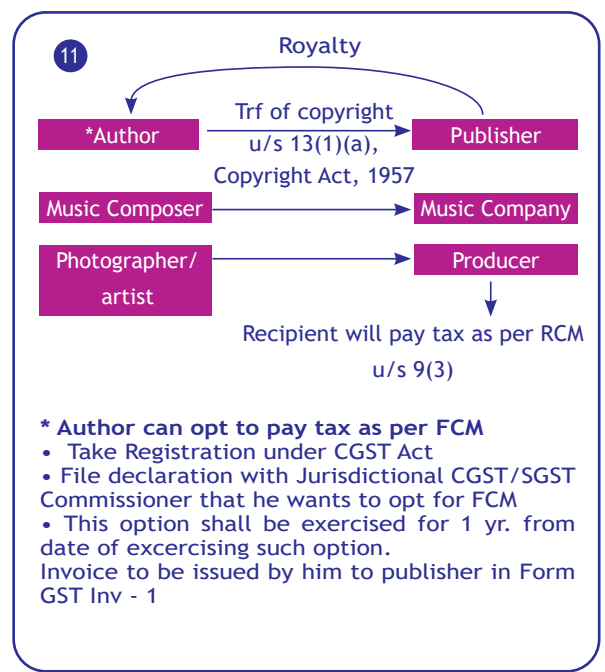 11
Royalty
*Author
Trf of copyright
u/s 13(1)(a),
Copyright Act, 1957
Publisher
Music Composer
Music Company
Photographer/
artist
Producer
Recipient will pay tax as per RCM
u/s 9(3)
* Author can opt to pay tax as per FCM
• Take Registration under CGST Act
• File declaration with Jurisdictional CGST/SGST
Commissioner that he wants to opt for FCM
• This option shall be exercised for 1 yr. from
date of excercising such option.
Invoice to be issued by him to publisher in Form
GST Inv - 1